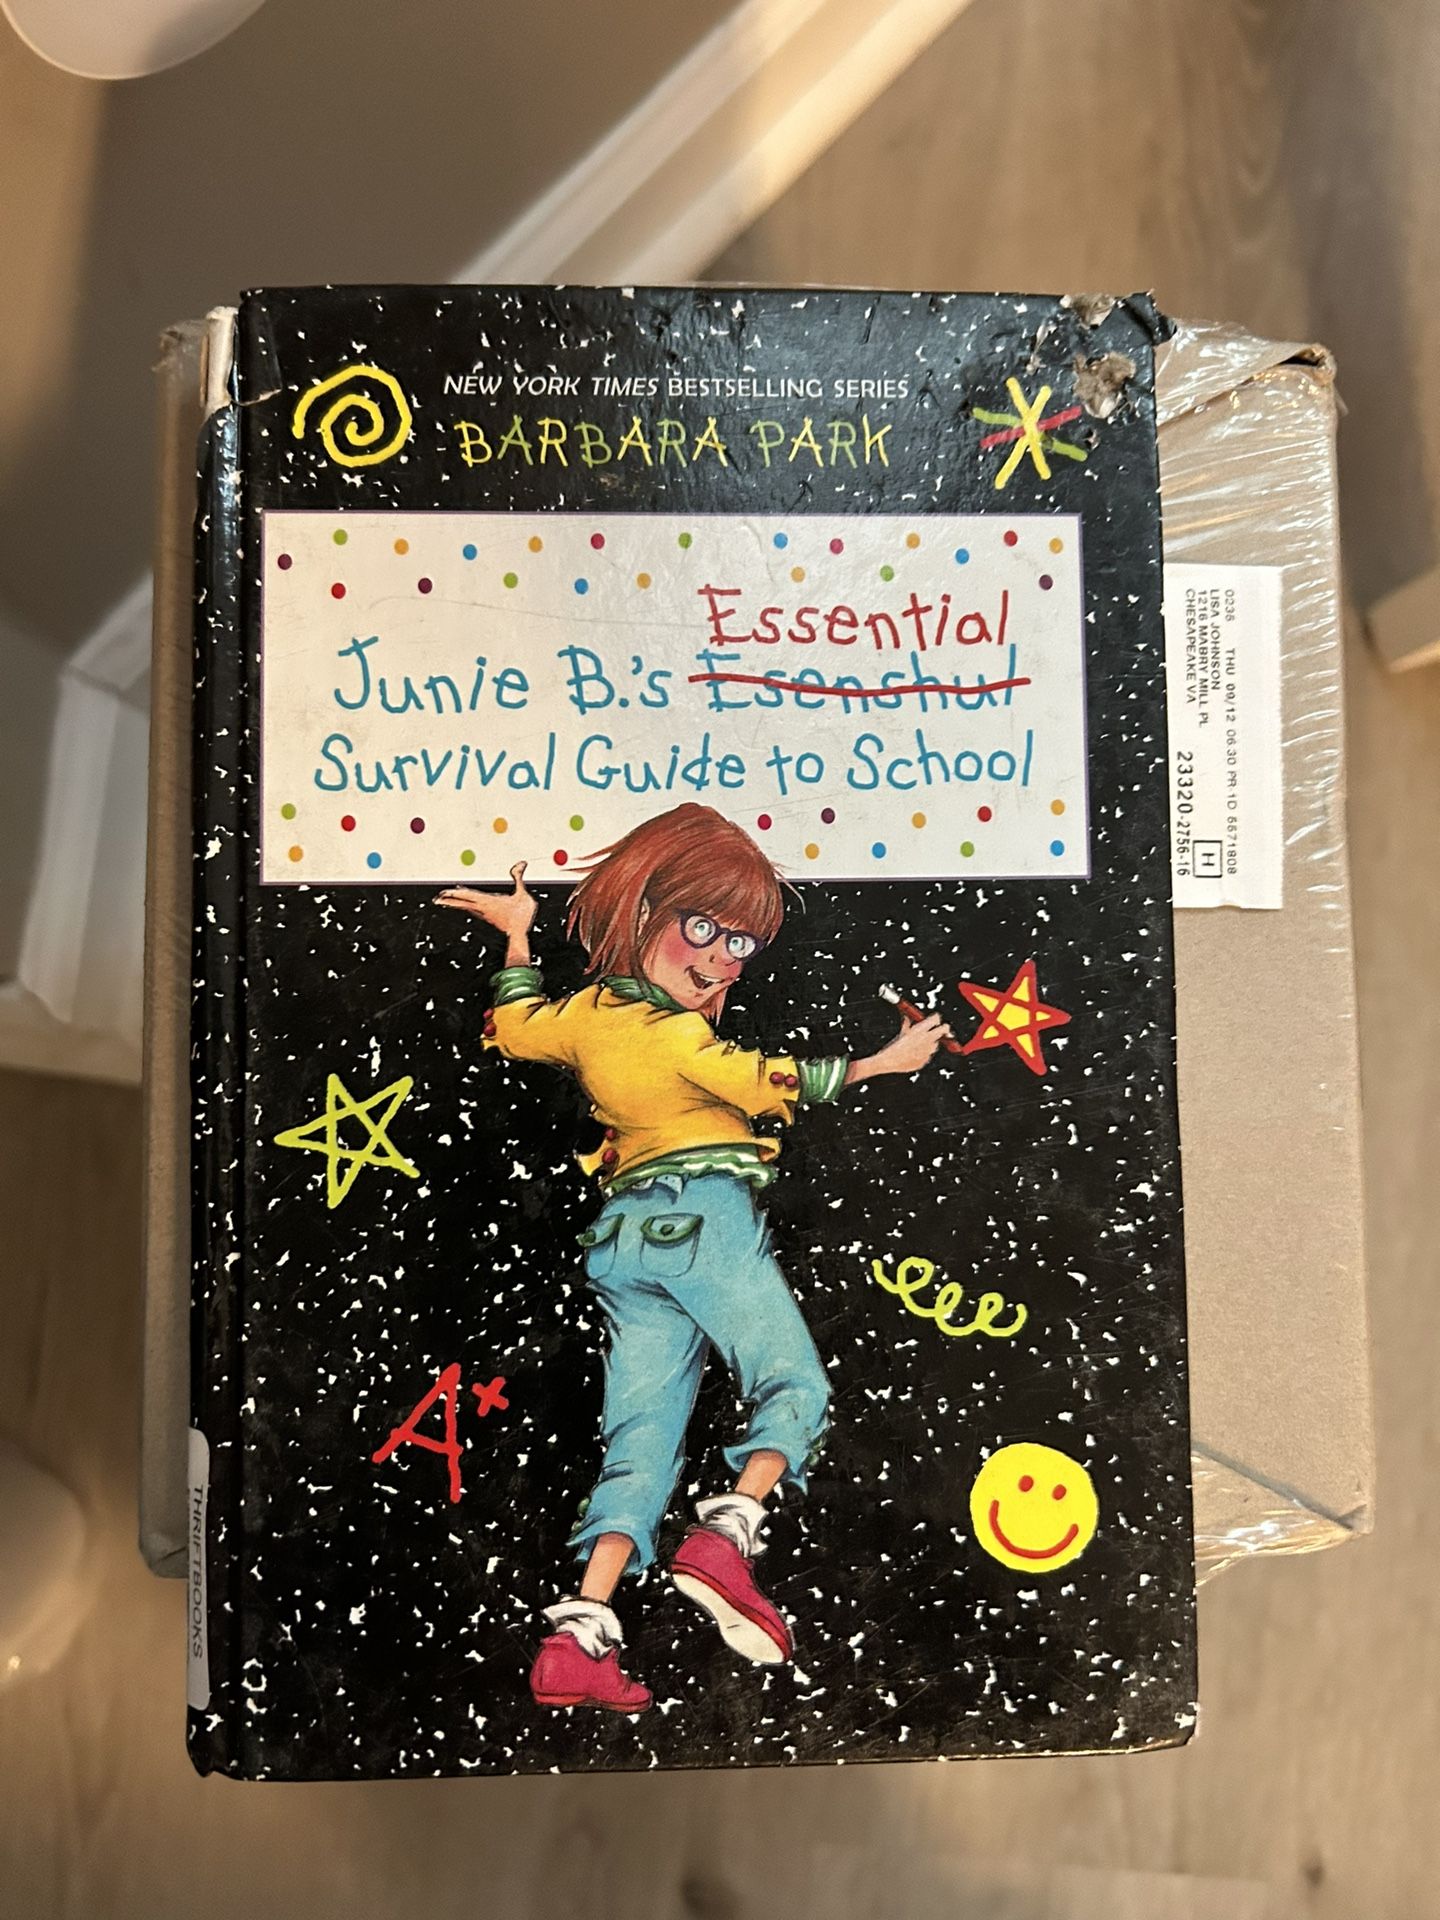 NEW YORK TIMES BESTSELLING SERIES
BARBARA PARK
Essential
Junie B.'s Esenshul
Survival Guide to School
A+
THRIFTBOOKS
0235 THU 09/12 06:30 PR-1D 5571808
LISA JOHNSON
1216 MABRY MILL PL
CHESAPEAKE VA
23320-2756-16
H